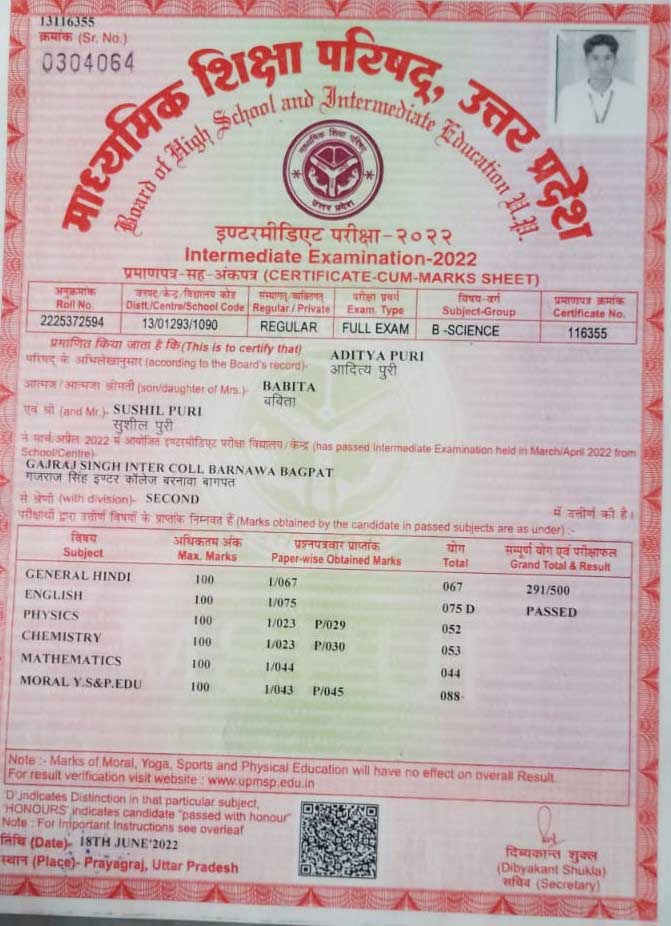 13116355
क्रमांक (Sr. No.)
0304064
माध्यमिक शिक्षा परिषद्, उत्तर प्रदेश
Board of High School and Intermediate Education U.P.
माध्यमिक शिक्षा परिषद
उत्तर प्रदेश
इण्टरमीडिएट परीक्षा-२०२२
Intermediate Examination-2022
प्रमाणपत्र-सह-अंकपत्र (CERTIFICATE-CUM-MARKS SHEET)
अनुक्रमांक जनपद/केन्द्र/विद्यालय कोड संस्थागत/व्यक्तिगत परीक्षा प्रवर्ग विषय-वर्ग प्रमाणपत्र क्रमांक
Roll No. Distt./Centre/School Code Regular / Private Exam. Type Subject-Group Certificate No.
2225372594 13/01293/1090 REGULAR FULL EXAM B -SCIENCE 116355
प्रमाणित किया जाता है कि (This is to certify that) ADITYA PURI
परिषद् के अभिलेखानुसार (according to the Board's record)- आदित्य पुरी
आत्मज/आत्मजा श्रीमती (son/daughter of Mrs.)- BABITA
बबिता
एवं श्री (and Mr.)- SUSHIL PURI
सुशील पुरी
ने मार्च/अप्रैल 2022 में आयोजित इण्टरमीडिएट परीक्षा विद्यालय/केन्द्र (has passed Intermediate Examination held in March/April 2022 from
School/Centre)-
GAJRAJ SINGH INTER COLL BARNAWA BAGPAT
गजराज सिंह इण्टर कॉलेज बरनावा बागपत
से श्रेणी (with division)- SECOND में उत्तीर्ण की है।
परीक्षार्थी द्वारा उत्तीर्ण विषयों के प्राप्तांक निम्नवत हैं (Marks obtained by the candidate in passed subjects are as under) :-
विषय अधिकतम अंक प्रश्नपत्रवार प्राप्तांक योग सम्पूर्ण योग एवं परीक्षाफल
Subject Max. Marks Paper-wise Obtained Marks Total Grand Total & Result
GENERAL HINDI 100 1/067 067 291/500
ENGLISH 100 1/075 075 D PASSED
PHYSICS 100 1/023 P/029 052
CHEMISTRY 100 1/023 P/030 053
MATHEMATICS 100 1/044 044
MORAL Y.S&P.EDU 100 1/043 P/045 088
Note :- Marks of Moral, Yoga, Sports and Physical Education will have no effect on overall Result.
For result verification visit website : www.upmsp.edu.in
'D' indicates Distinction in that particular subject,
'HONOURS' indicates candidate "passed with honour"
Note : For Important Instructions see overleaf
तिथि (Date)- 18TH JUNE'2022
स्थान (Place)- Prayagraj, Uttar Pradesh
दिव्यकान्त शुक्ल
(Dibyakant Shukla)
सचिव (Secretary)